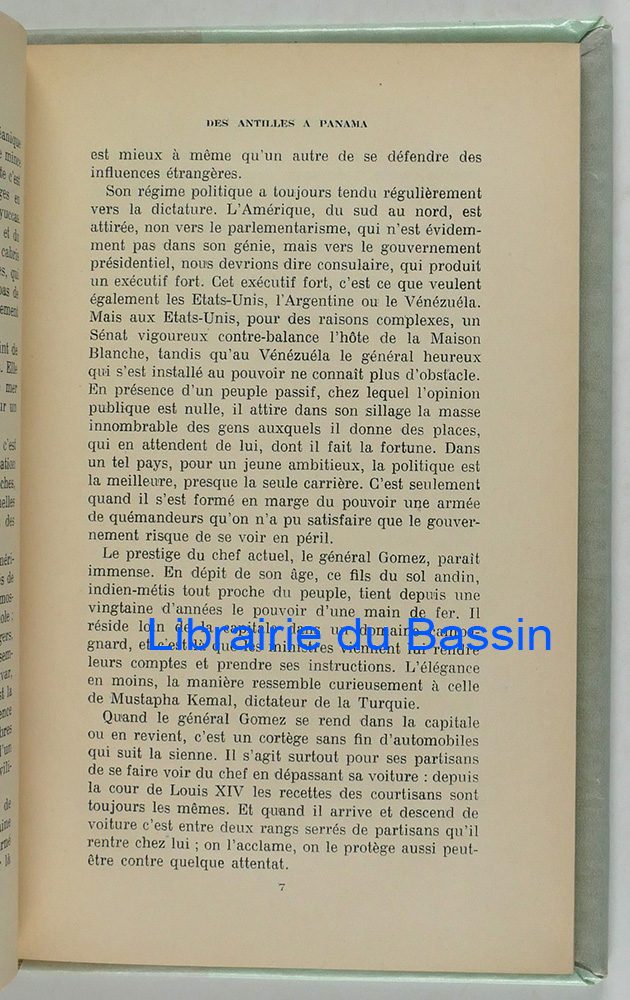 DES ANTILLES A PANAMA
est mieux à même qu'un autre de se défendre des
influences étrangères.
Son régime politique a toujours tendu régulièrement
vers la dictature. L'Amérique, du sud au nord, est
attirée, non vers le parlementarisme, qui n'est évidem-
ment pas dans son génie, mais vers le gouvernement
présidentiel, nous devrions dire consulaire, qui produit
un exécutif fort. Cet exécutif fort, c'est ce que veulent
également les Etats-Unis, l'Argentine ou le Vénézuéla.
Mais aux Etats-Unis, pour des raisons complexes, un
Sénat vigoureux contre-balance l'hôte de la Maison
Blanche, tandis qu'au Vénézuéla le général heureux
qui s'est installé au pouvoir ne connaît plus d'obstacle.
En présence d'un peuple passif, chez lequel l'opinion
publique est nulle, il attire dans son sillage la masse
innombrable des gens auxquels il donne des places,
qui en attendent de lui, dont il fait la fortune. Dans
un tel pays, pour un jeune ambitieux, la politique est
la meilleure, presque la seule carrière. C'est seulement
quand il s'est formé en marge du pouvoir une armée
de quémandeurs qu'on n'a pu satisfaire que le gouver-
nement risque de se voir en péril.
Le prestige du chef actuel, le général Gomez, paraît
immense. En dépit de son âge, ce fils du sol andin,
indien-métis tout proche du peuple, tient depuis une
vingtaine d'années le pouvoir d'une main de fer. Il
réside loin de la capitale dans un domaine campa-
gnard, et c'est là que les ministres viennent lui rendre
leurs comptes et prendre ses instructions. L'élégance
en moins, la manière ressemble curieusement à celle
de Mustapha Kemal, dictateur de la Turquie.
Quand le général Gomez se rend dans la capitale
ou en revient, c'est un cortège sans fin d'automobiles
qui suit la sienne. Il s'agit surtout pour ses partisans
de se faire voir du chef en dépassant sa voiture : depuis
la cour de Louis XIV les recettes des courtisans sont
toujours les mêmes. Et quand il arrive et descend de
voiture c'est entre deux rangs serrés de partisans qu'il
rentre chez lui ; on l'acclame, on le protège aussi peut-
être contre quelque attentat.
7
Librairie du Bassin